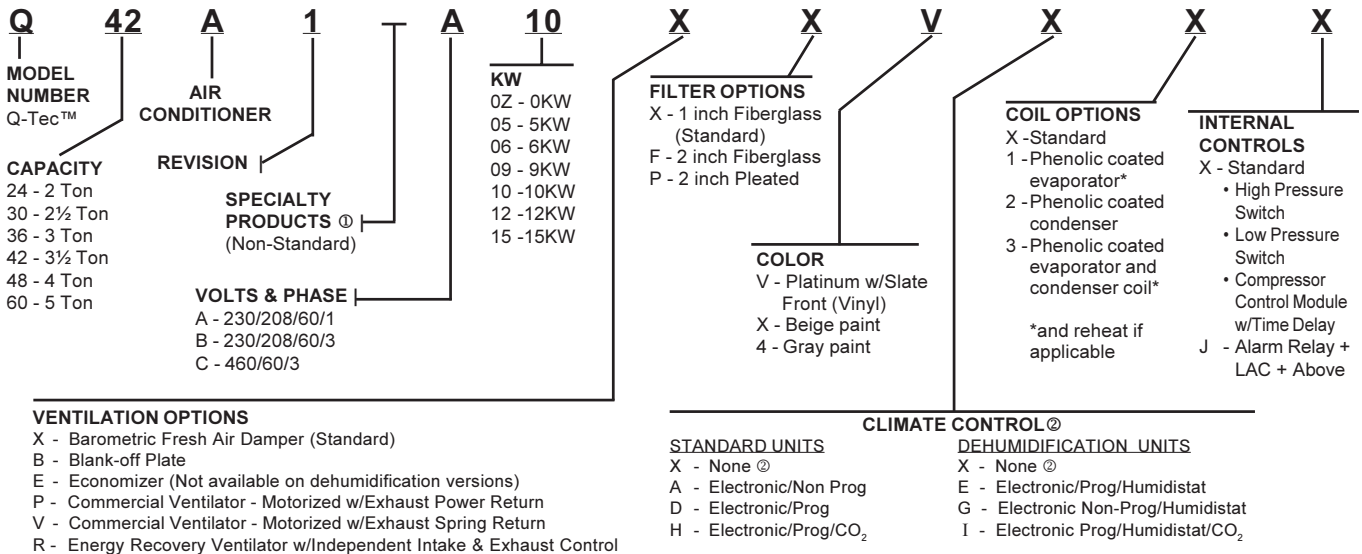 Q 42 A 1 – A 10 X X V X X X
MODEL
NUMBER
Q-Tec™
CAPACITY
24 - 2 Ton
30 - 2½ Ton
36 - 3 Ton
42 - 3½ Ton
48 - 4 Ton
60 - 5 Ton
AIR
CONDITIONER
REVISION
SPECIALTY
PRODUCTS ①
(Non-Standard)
VOLTS & PHASE
A - 230/208/60/1
B - 230/208/60/3
C - 460/60/3
KW
0Z - 0KW
05 - 5KW
06 - 6KW
09 - 9KW
10 -10KW
12 -12KW
15 -15KW
VENTILATION OPTIONS
X - Barometric Fresh Air Damper (Standard)
B - Blank-off Plate
E - Economizer (Not available on dehumidification versions)
P - Commercial Ventilator - Motorized w/Exhaust Power Return
V - Commercial Ventilator - Motorized w/Exhaust Spring Return
R - Energy Recovery Ventilator w/Independent Intake & Exhaust Control
FILTER OPTIONS
X - 1 inch Fiberglass
(Standard)
F - 2 inch Fiberglass
P - 2 inch Pleated
COLOR
V - Platinum w/Slate
Front (Vinyl)
X - Beige paint
4 - Gray paint
CLIMATE CONTROL②
STANDARD UNITS
X - None ②
A - Electronic/Non Prog
D - Electronic/Prog
H - Electronic/Prog/CO₂
DEHUMIDIFICATION UNITS
X - None ②
E - Electronic/Prog/Humidistat
G - Electronic Non-Prog/Humidistat
I - Electronic Prog/Humidistat/CO₂
COIL OPTIONS
X -Standard
1 -Phenolic coated
evaporator*
2 -Phenolic coated
condenser
3 -Phenolic coated
evaporator and
condenser coil*
*and reheat if
applicable
INTERNAL
CONTROLS
X - Standard
• High Pressure
Switch
• Low Pressure
Switch
• Compressor
Control Module
w/Time Delay
J - Alarm Relay +
LAC + Above